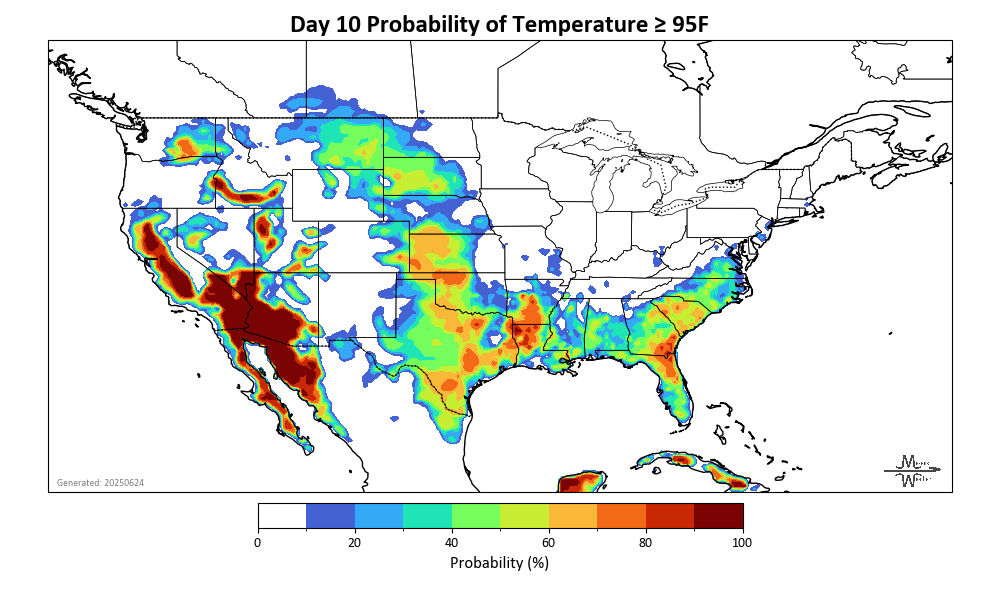 Day 10 Probability of Temperature ≥ 95F
Generated: 20250624
0 20 40 60 80 100
Probability (%)